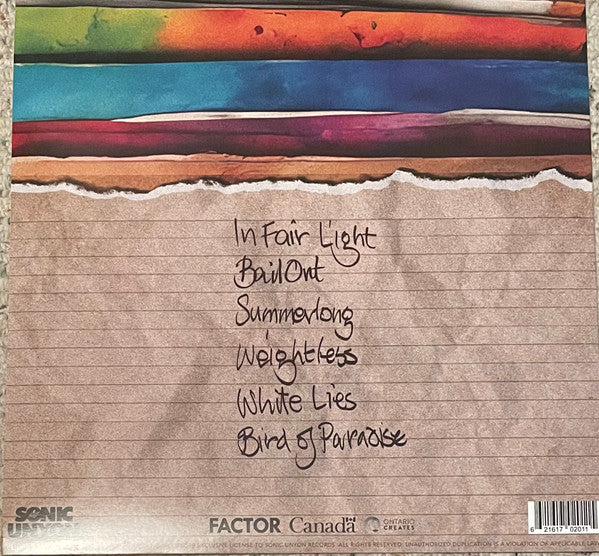 In Fair Light
Bail Out
Summerlong
Weightless
White Lies
Bird of Paradise
SONIC
UNYON
FACTOR Canada ONTARIO
CREATES
6 21617 02011
EXCLUSIVE LICENSE TO SONIC UNYON RECORDS. ALL RIGHTS RESERVED. UNAUTHORIZED DUPLICATION IS A VIOLATION OF APPLICABLE LAW